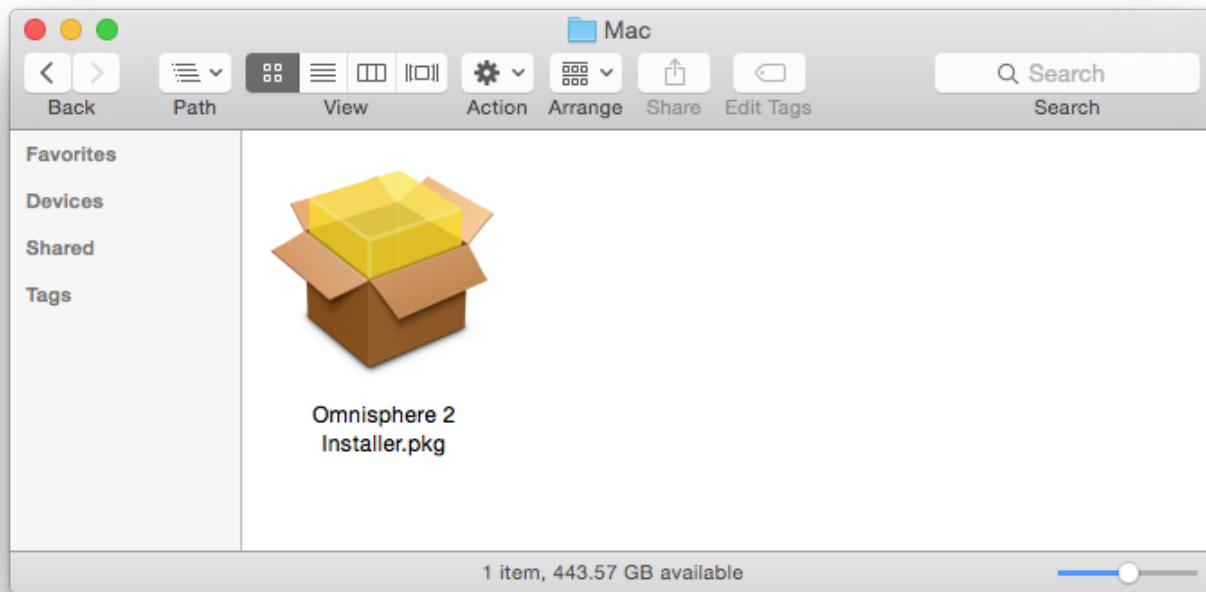 Mac
Back
Path
View
Action
Arrange
Share
Edit Tags
Search
Search
Favorites
Devices
Shared
Tags
Omnisphere 2
Installer.pkg
1 item, 443.57 GB available